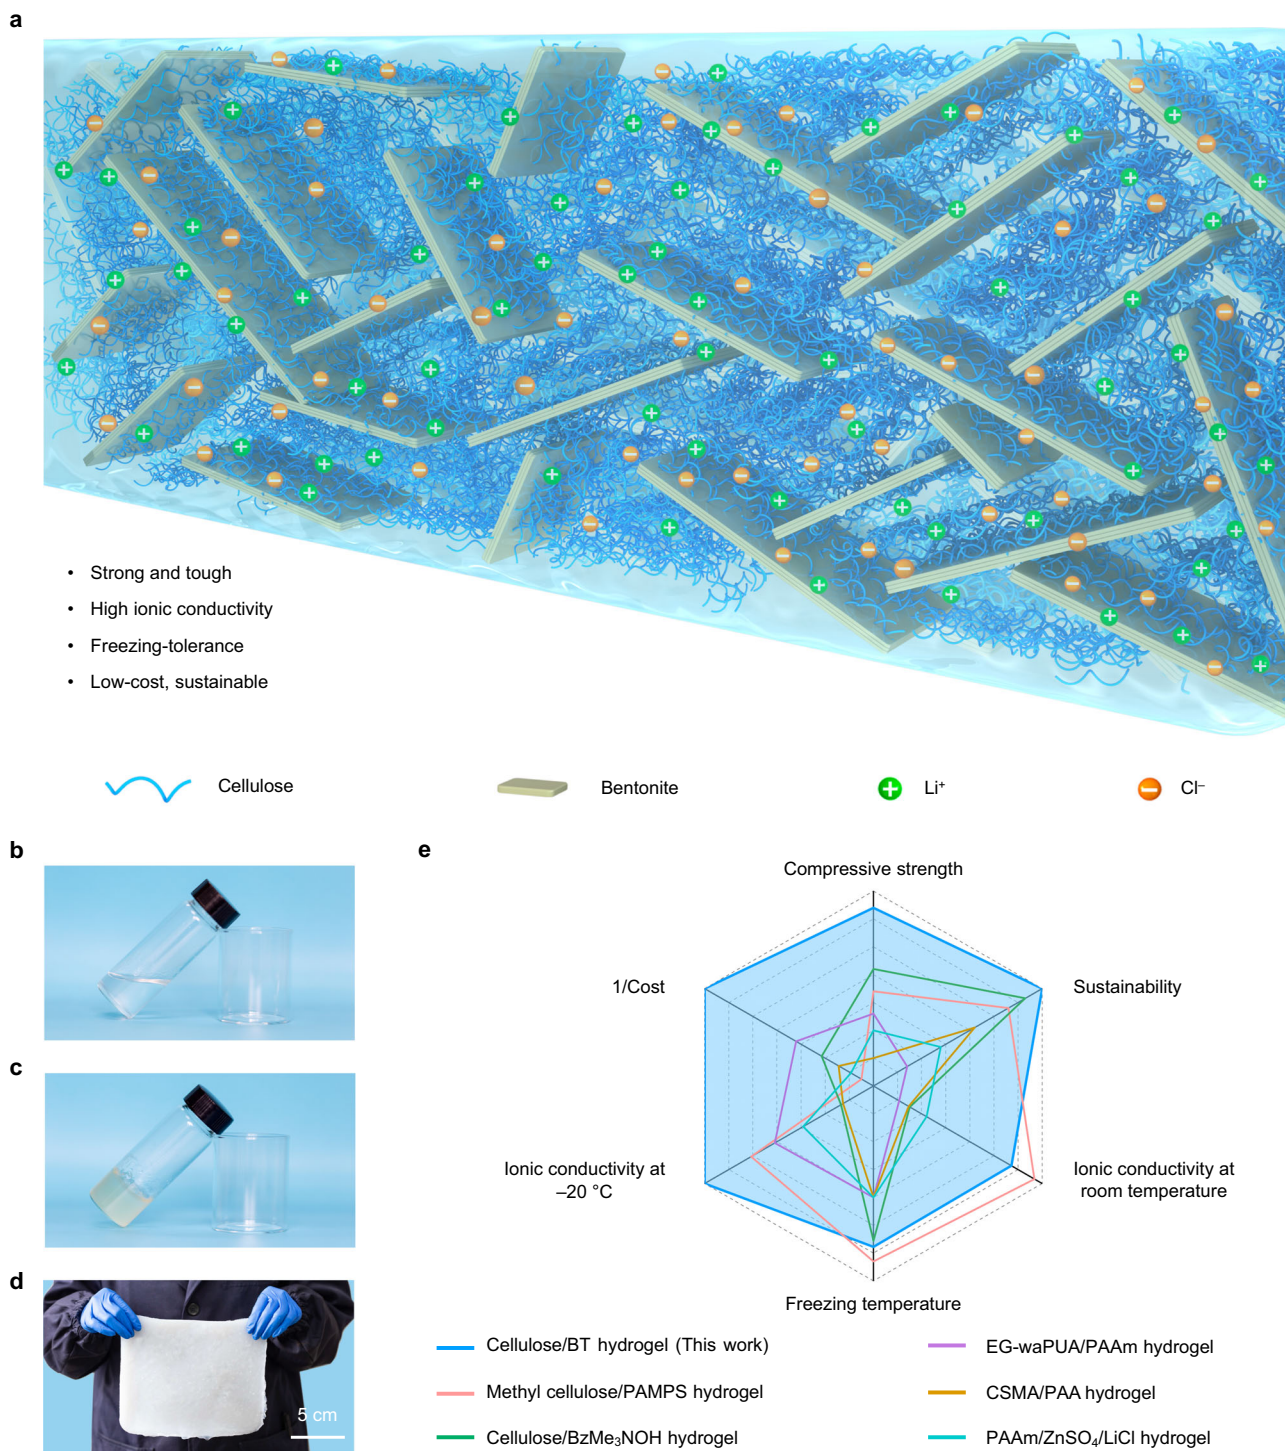 a
• Strong and tough
• High ionic conductivity
• Freezing-tolerance
• Low-cost, sustainable
Cellulose
Bentonite
Li⁺
Cl⁻
b
c
d
5 cm
e
Compressive strength
1/Cost
Sustainability
Ionic conductivity at
–20 °C
Ionic conductivity at
room temperature
Freezing temperature
Cellulose/BT hydrogel (This work)
Methyl cellulose/PAMPS hydrogel
Cellulose/BzMe₃NOH hydrogel
EG-waPUA/PAAm hydrogel
CSMA/PAA hydrogel
PAAm/ZnSO₄/LiCl hydrogel